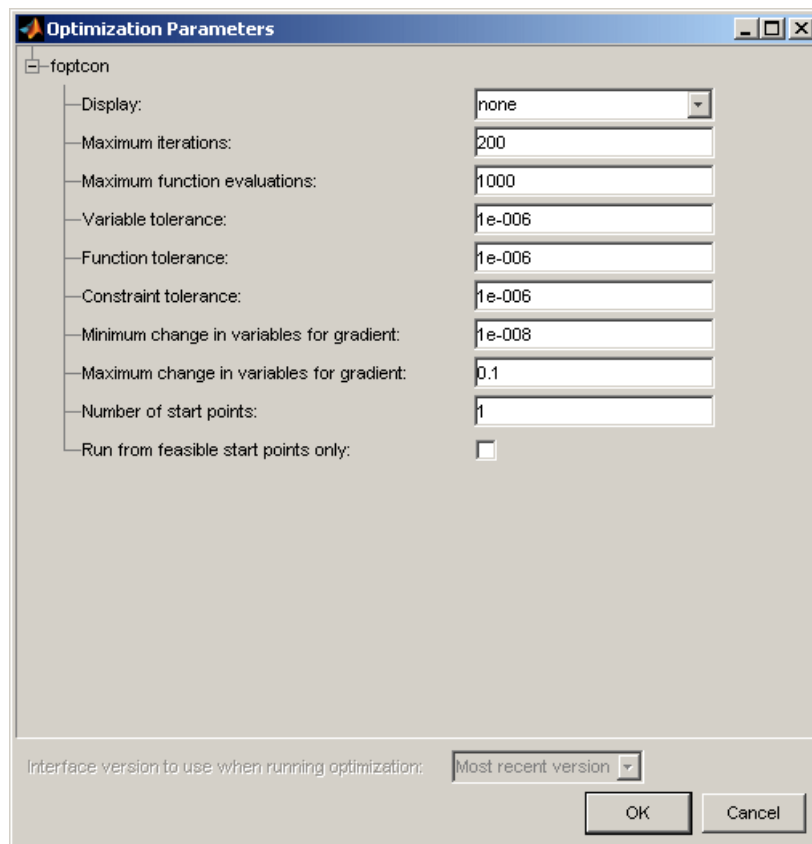 Optimization Parameters
foptcon
Display: none
Maximum iterations: 200
Maximum function evaluations: 1000
Variable tolerance: 1e-006
Function tolerance: 1e-006
Constraint tolerance: 1e-006
Minimum change in variables for gradient: 1e-008
Maximum change in variables for gradient: 0.1
Number of start points: 1
Run from feasible start points only:
Interface version to use when running optimization: Most recent version
OK Cancel